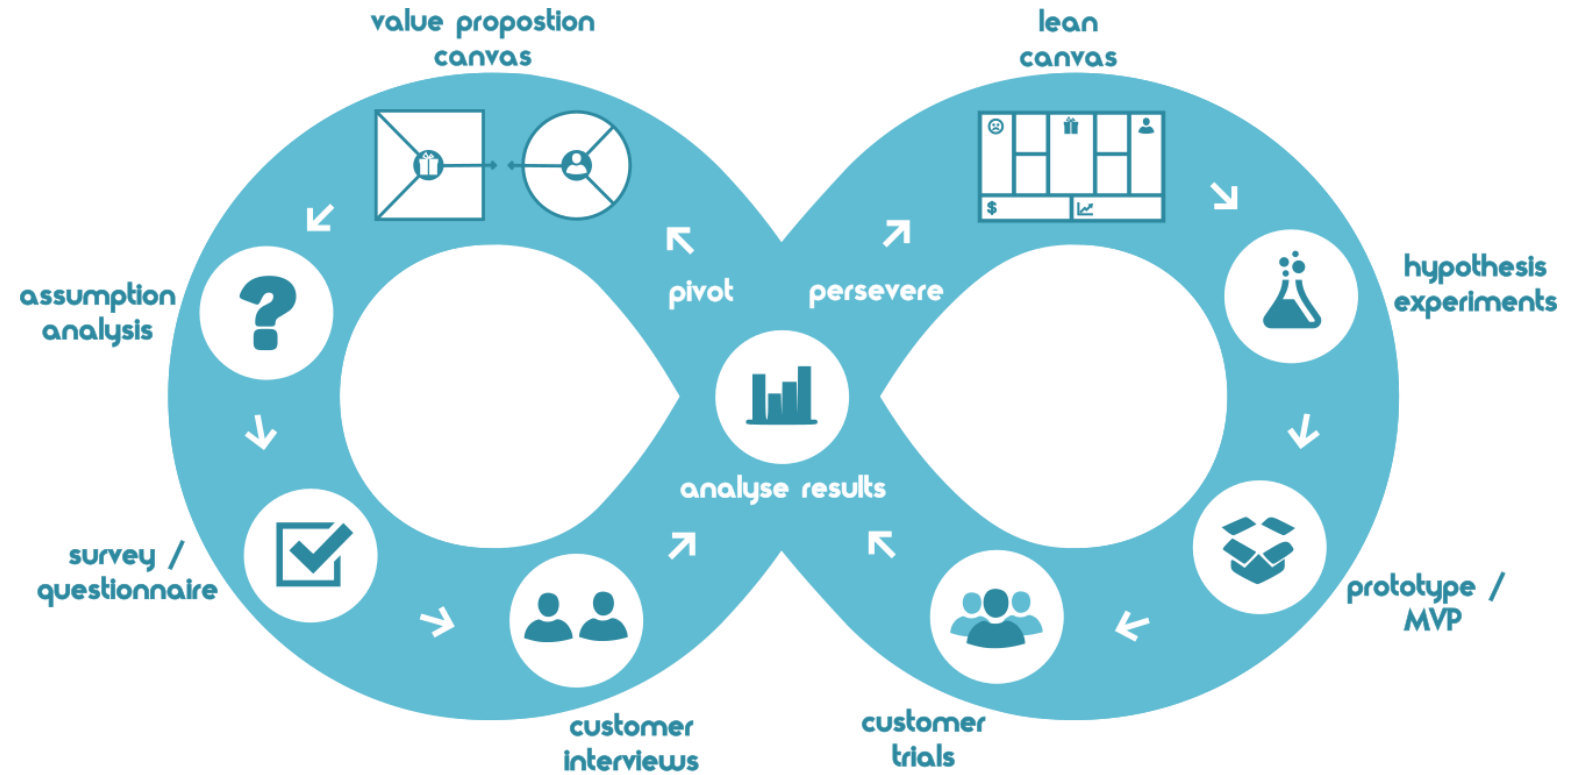 value propostion
canvas
lean
canvas
$
pivot
persevere
assumption
analysis
hypothesis
experiments
analyse results
survey /
questionnaire
prototype /
MVP
customer
interviews
customer
trials